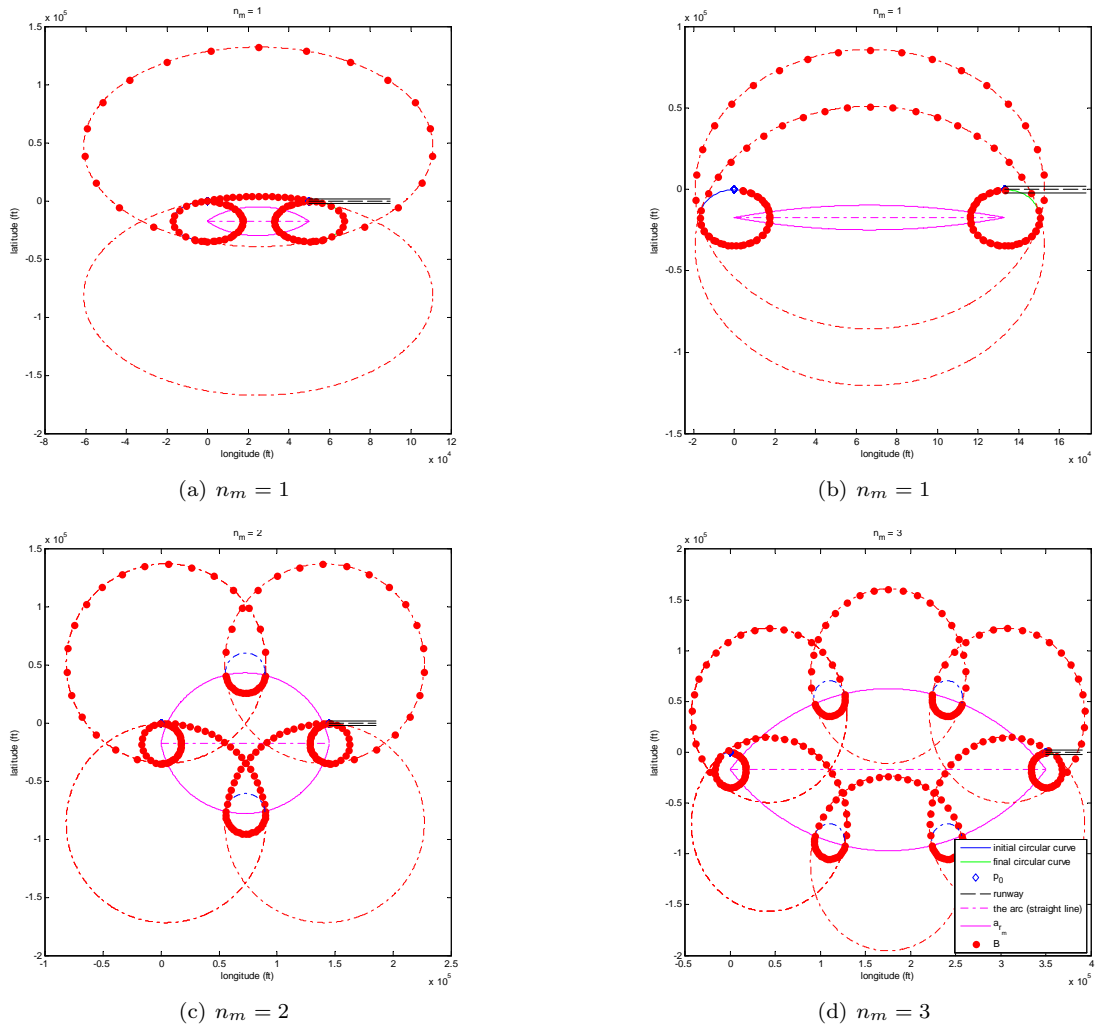 n_m = 1
x 10^5
1.5
1
0.5
0
-0.5
-1
-1.5
-2
latitude (ft)
-8 -6 -4 -2 0 2 4 6 8 10 12
longitude (ft)
x 10^4
(a) n_m = 1
n_m = 1
x 10^5
1
0.5
0
-0.5
-1
-1.5
latitude (ft)
-2 0 2 4 6 8 10 12 14 16
longitude (ft)
x 10^4
(b) n_m = 1
n_m = 2
x 10^5
1.5
1
0.5
0
-0.5
-1
-1.5
-2
latitude (ft)
-1 -0.5 0 0.5 1 1.5 2 2.5
longitude (ft)
x 10^5
(c) n_m = 2
n_m = 3
x 10^5
2
1.5
1
0.5
0
-0.5
-1
-1.5
-2
latitude (ft)
-0.5 0 0.5 1 1.5 2 2.5 3 3.5 4
longitude (ft)
x 10^5
initial circular curve
final circular curve
p_0
runway
the arc (straight line)
a_{r_m}
B
(d) n_m = 3